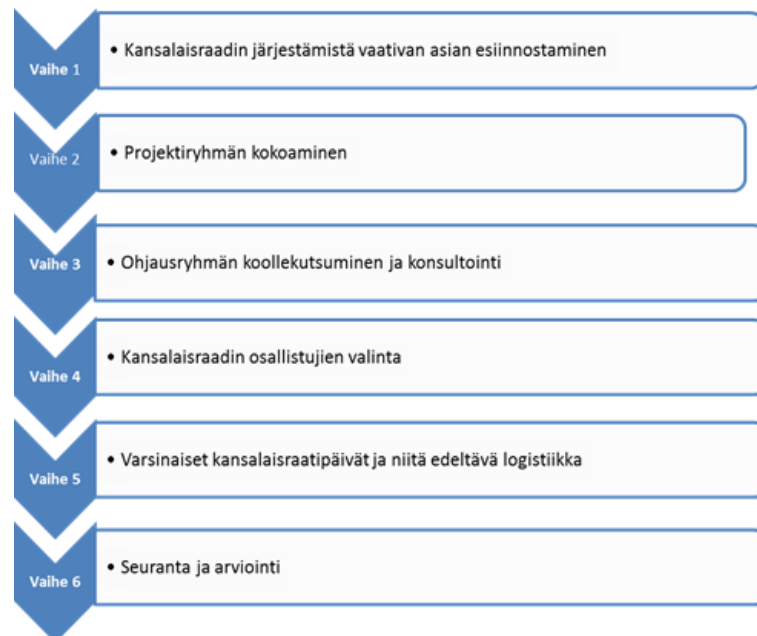 Vaihe 1
• Kansalaisraadin järjestämistä vaativan asian esiinnostaminen
Vaihe 2
• Projektiryhmän kokoaminen
Vaihe 3
• Ohjausryhmän koollekutsuminen ja konsultointi
Vaihe 4
• Kansalaisraadin osallistujien valinta
Vaihe 5
• Varsinaiset kansalaisraatipäivät ja niitä edeltävä logistiikka
Vaihe 6
• Seuranta ja arviointi